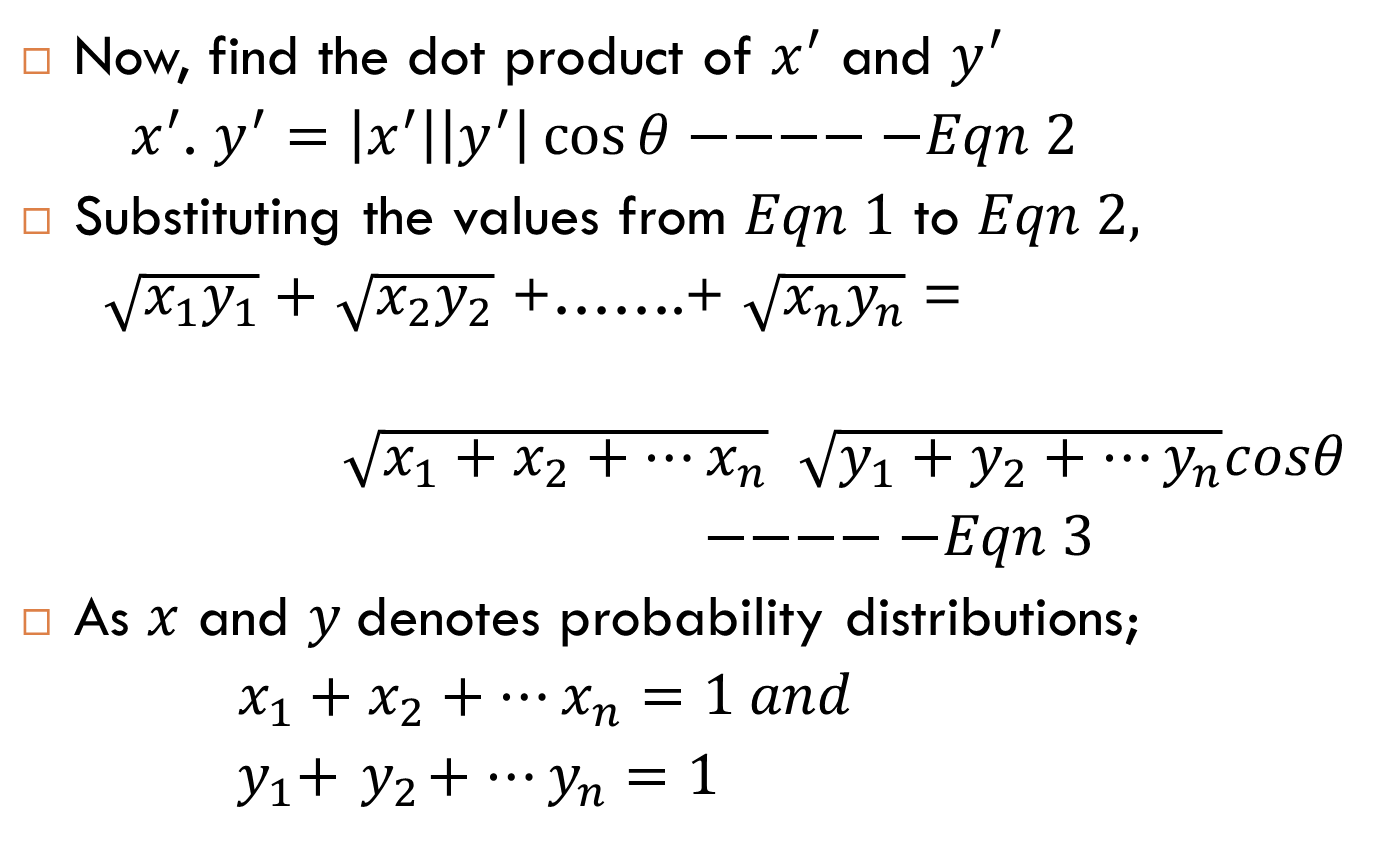 □ Now, find the dot product of x′ and y′
x′. y′ = |x′||y′| cos θ −−−− −Eqn 2
□ Substituting the values from Eqn 1 to Eqn 2,
√(x₁y₁) + √(x₂y₂) +.......+ √(xₙyₙ) =
√(x₁ + x₂ + ⋯ xₙ) √(y₁ + y₂ + ⋯ yₙ)cosθ
−−−− −Eqn 3
□ As x and y denotes probability distributions;
x₁ + x₂ + ⋯ xₙ = 1 and
y₁+ y₂ + ⋯ yₙ = 1